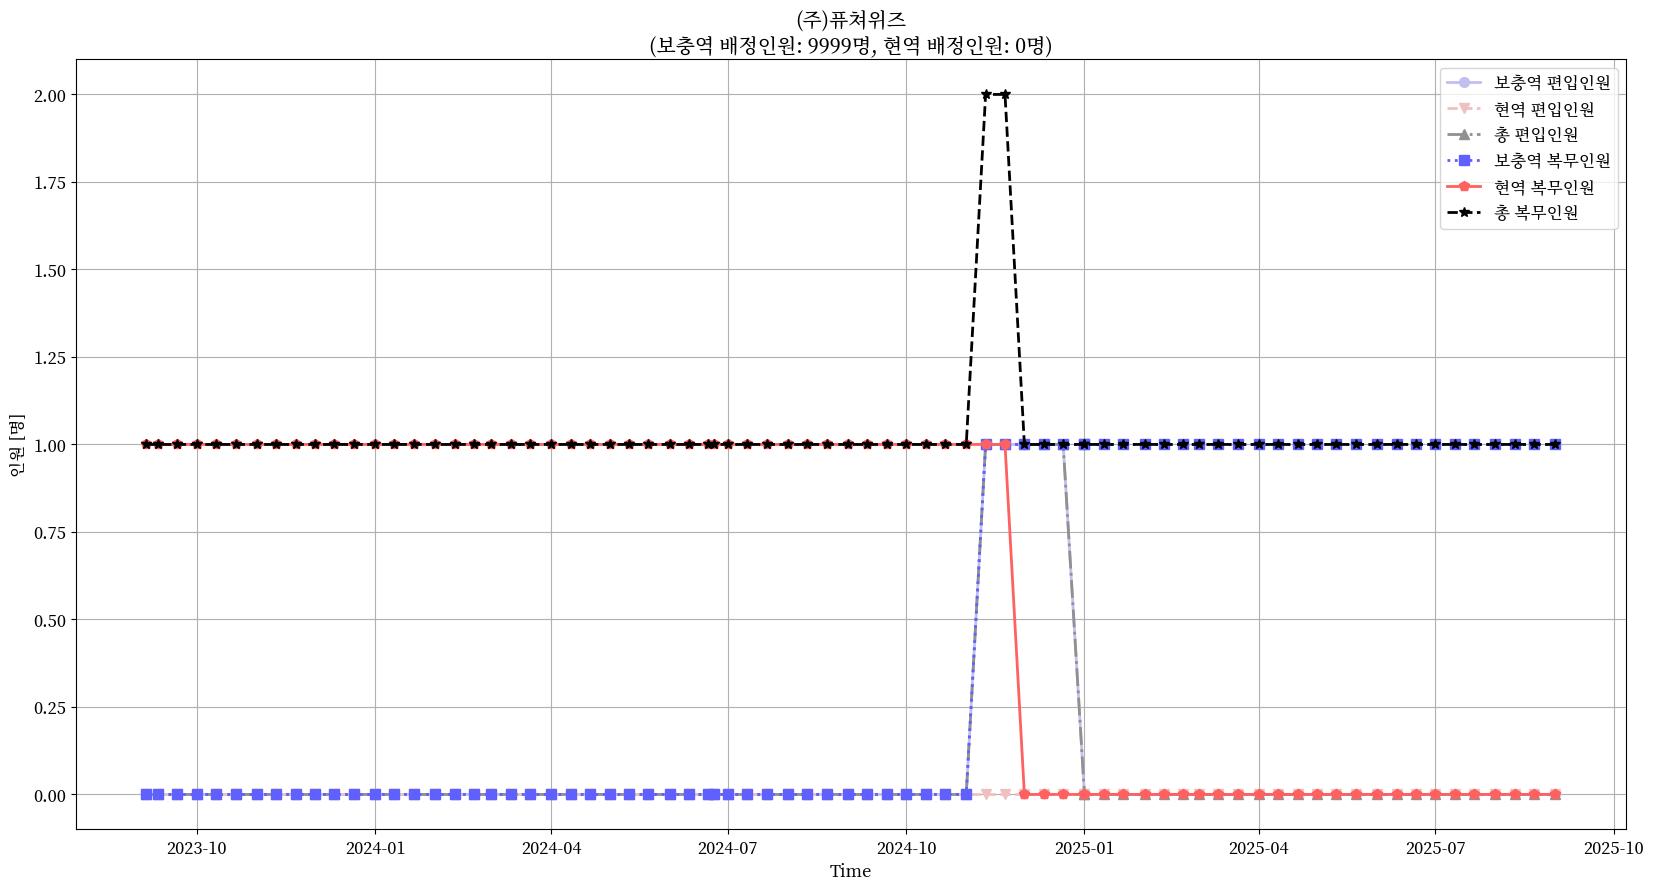 (주)퓨쳐위즈
(보충역 배정인원: 9999명, 현역 배정인원: 0명)
보충역 편입인원
현역 편입인원
총 편입인원
보충역 복무인원
현역 복무인원
총 복무인원
인원 [명]
2.00
1.75
1.50
1.25
1.00
0.75
0.50
0.25
0.00
2023-10
2024-01
2024-04
2024-07
2024-10
2025-01
2025-04
2025-07
2025-10
Time